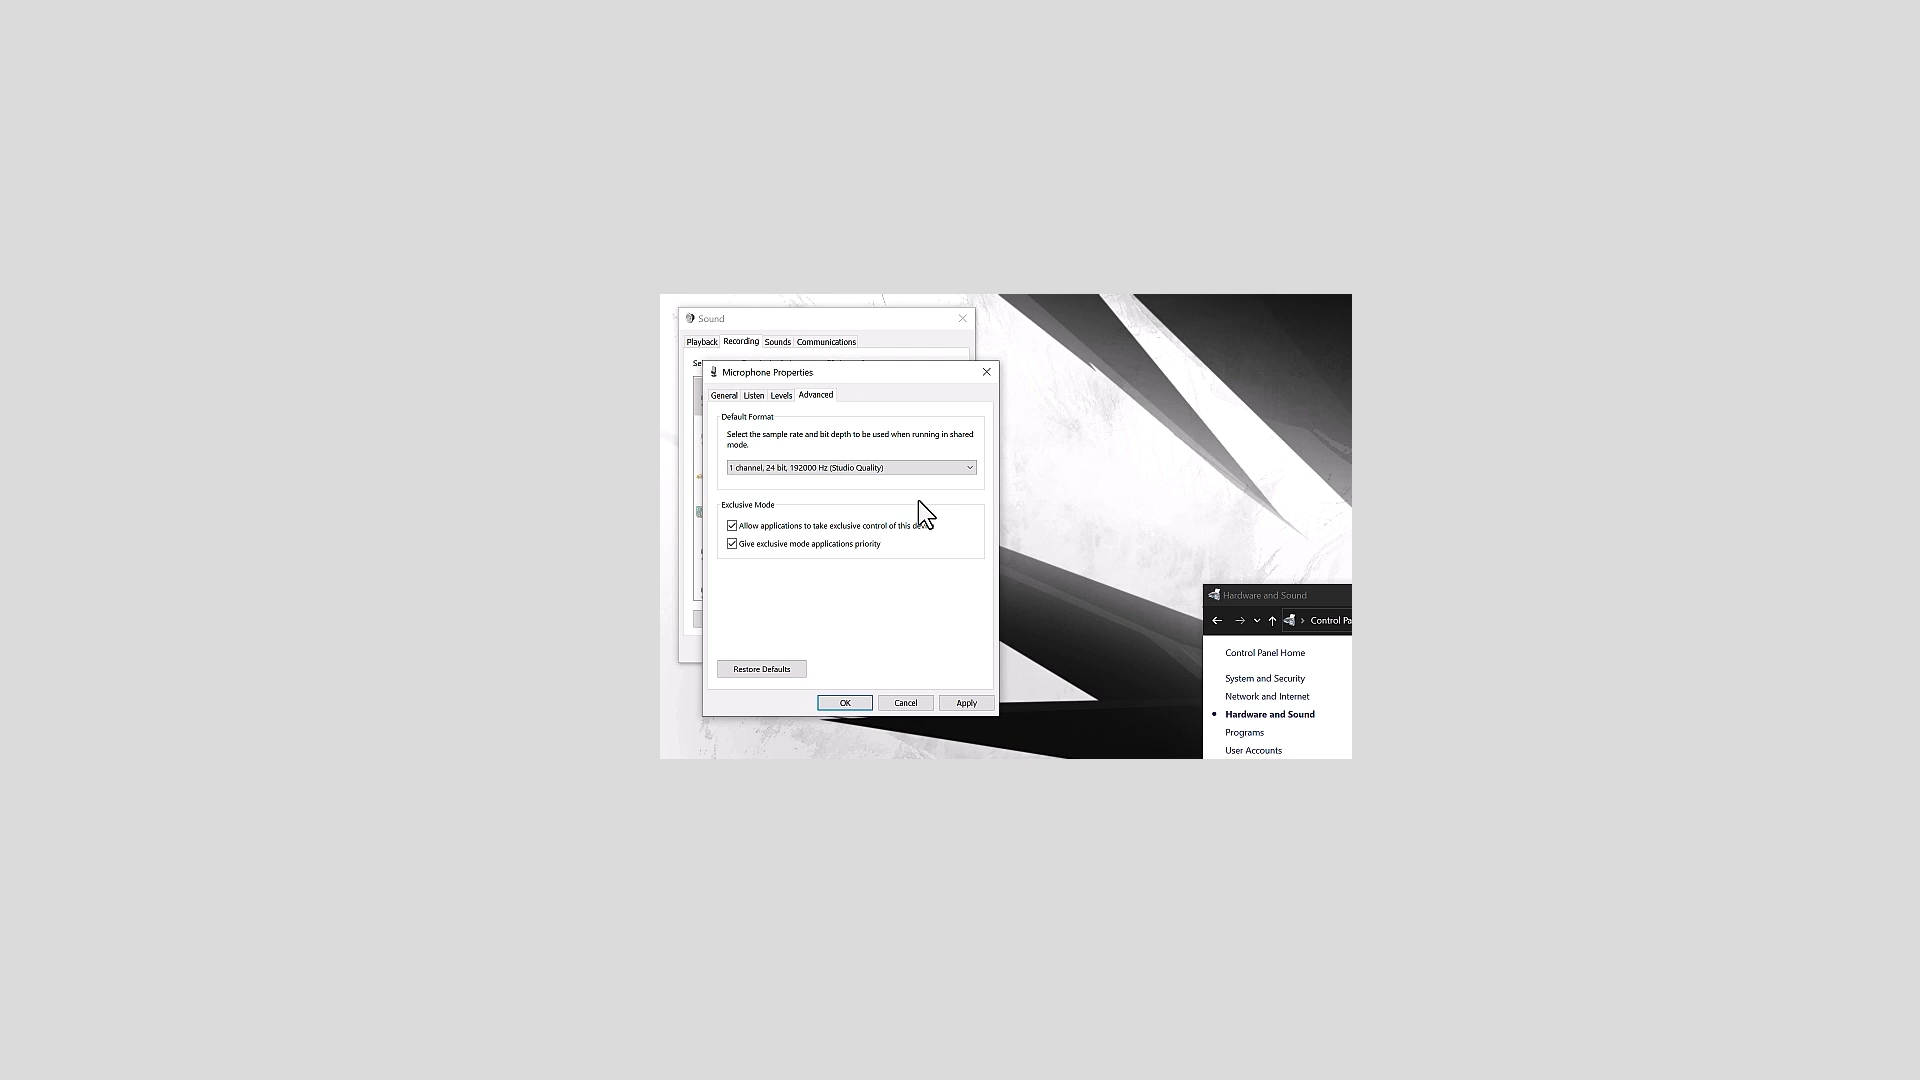 Sound
Playback Recording Sounds Communications
Microphone Properties
General Listen Levels Advanced
Default Format
Select the sample rate and bit depth to be used when running in shared
mode.
1 channel, 24 bit, 192000 Hz (Studio Quality)
Exclusive Mode
Allow applications to take exclusive control of this
Give exclusive mode applications priority
Restore Defaults
OK Cancel Apply
Hardware and Sound
Control Pa
Control Panel Home
System and Security
Network and Internet
Hardware and Sound
Programs
User Accounts